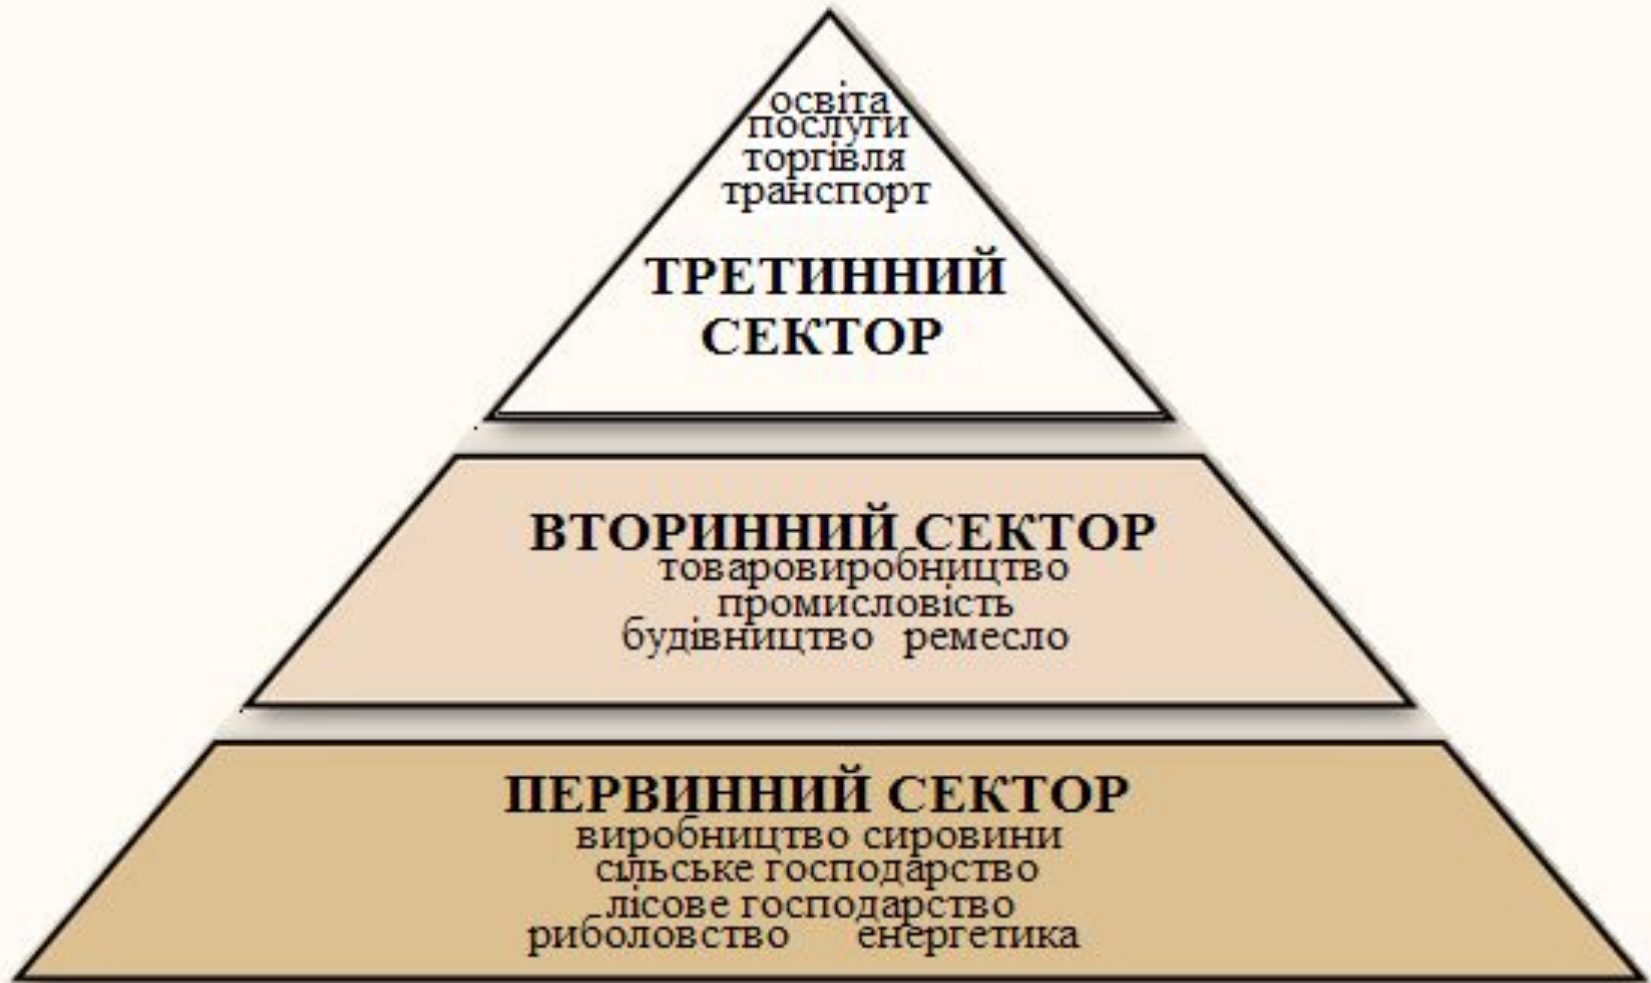 освіта
послуги
торгівля
транспорт
ТРЕТИННИЙ
СЕКТОР
ВТОРИННИЙ СЕКТОР
товаровиробництво
промисловість
будівництво ремесло
ПЕРВИННИЙ СЕКТОР
виробництво сировини
сільське господарство
лісове господарство
риболовство енергетика